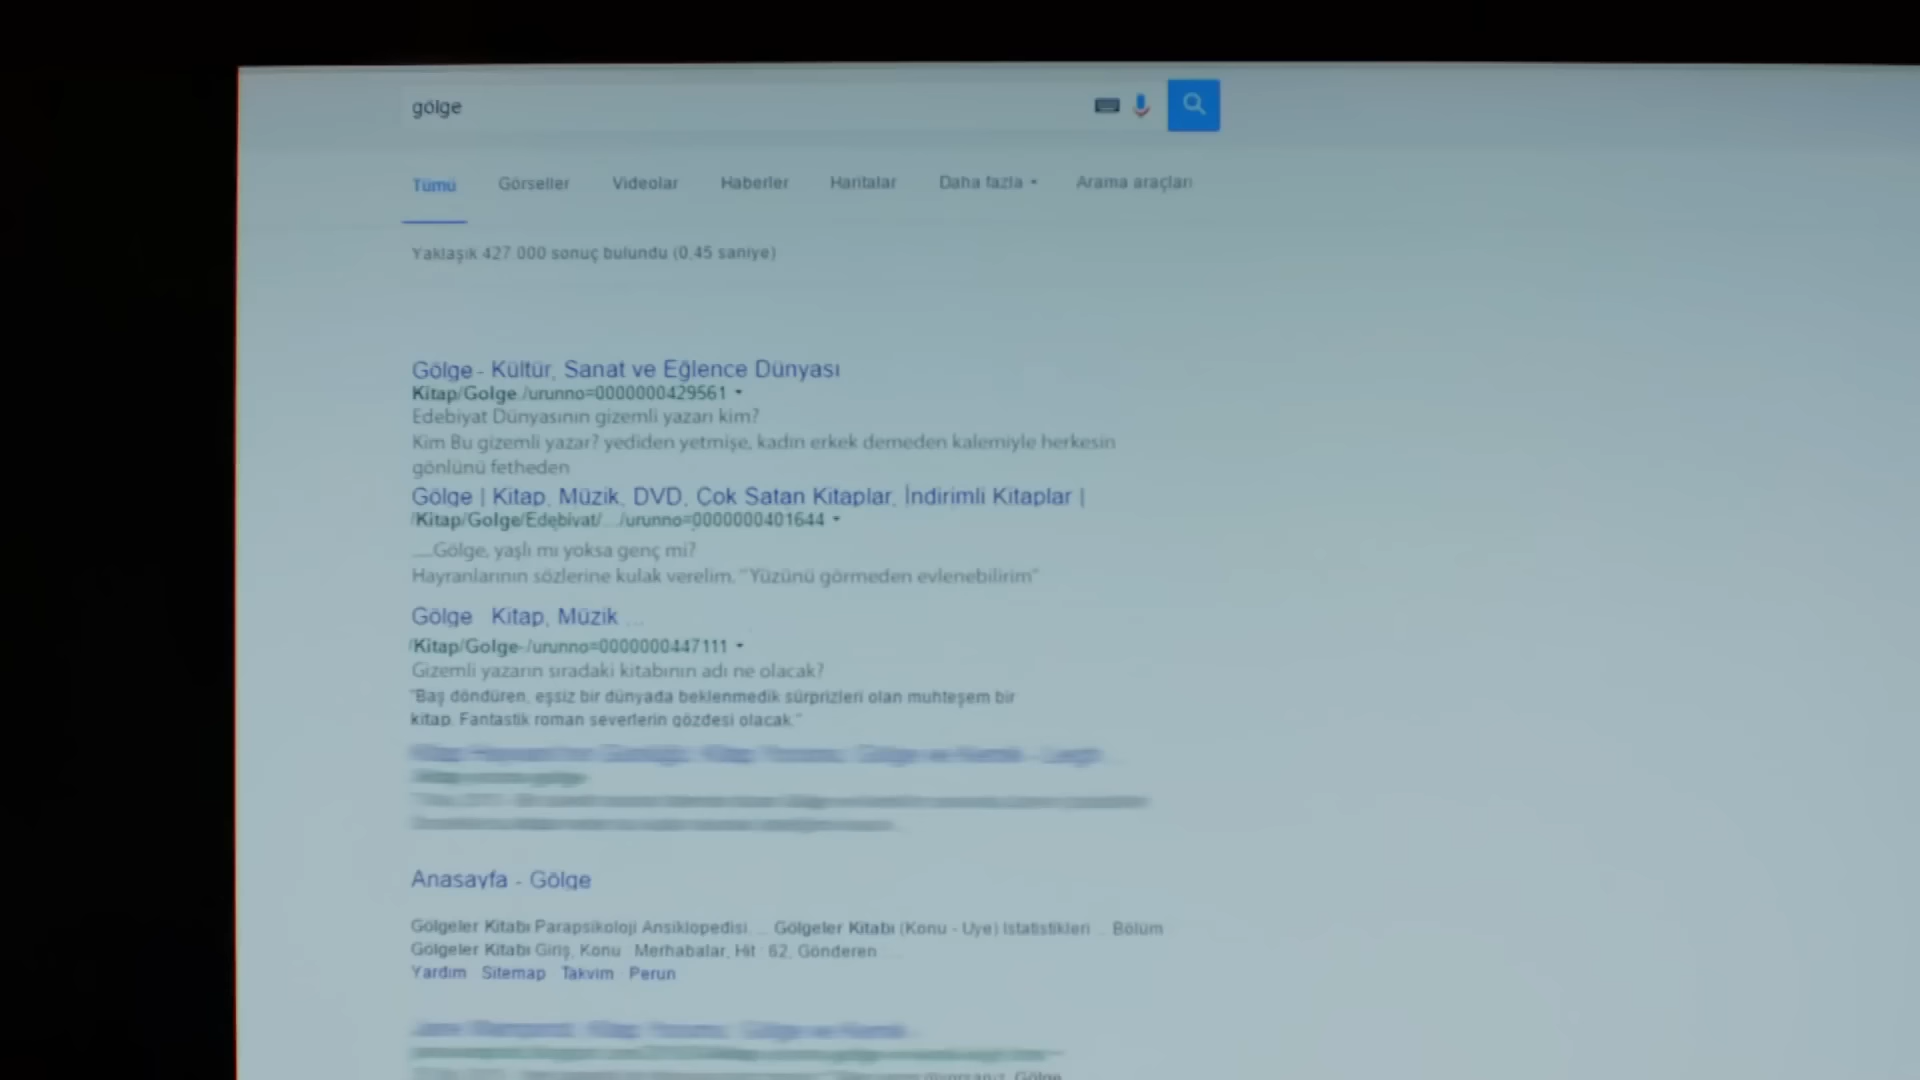 gölge
Tümü Görseller Videolar Haberler Haritalar Daha fazla Arama araçları
Yaklaşık 427.000 sonuç bulundu (0,45 saniye)
Gölge - Kültür, Sanat ve Eğlence Dünyası
Kitap/Golge./urunno=0000000429561
Edebiyat Dünyasının gizemli yazarı kim?
Kim Bu gizemli yazar? yediden yetmişe, kadın erkek demeden kalemiyle herkesin
gönlünü fetheden
Gölge | Kitap, Müzik, DVD, Çok Satan Kitaplar, İndirimli Kitaplar |
/Kitap/Golge/Edebiyat/.../urunno=0000000401644
....Gölge, yaşlı mı yoksa genç mi?
Hayranlarının sözlerine kulak verelim. "Yüzünü görmeden evlenebilirim"
Gölge Kitap, Müzik ...
/Kitap/Golge-/urunno=0000000447111
Gizemli yazarın sıradaki kitabının adı ne olacak?
"Baş döndüren, eşsiz bir dünyada beklenmedik sürprizleri olan muhteşem bir
kitap. Fantastik roman severlerin gözdesi olacak."
Anasayfa - Gölge
Gölgeler Kitabı Parapsikoloji Ansiklopedisi. ... Gölgeler Kitabı (Konu - Uye) Istatistikleri ... Bölüm
Gölgeler Kitabı Giriş, Konu : Merhabalar, Hit : 62, Gönderen
Yardım Sitemap Takvim Perun
Gölge